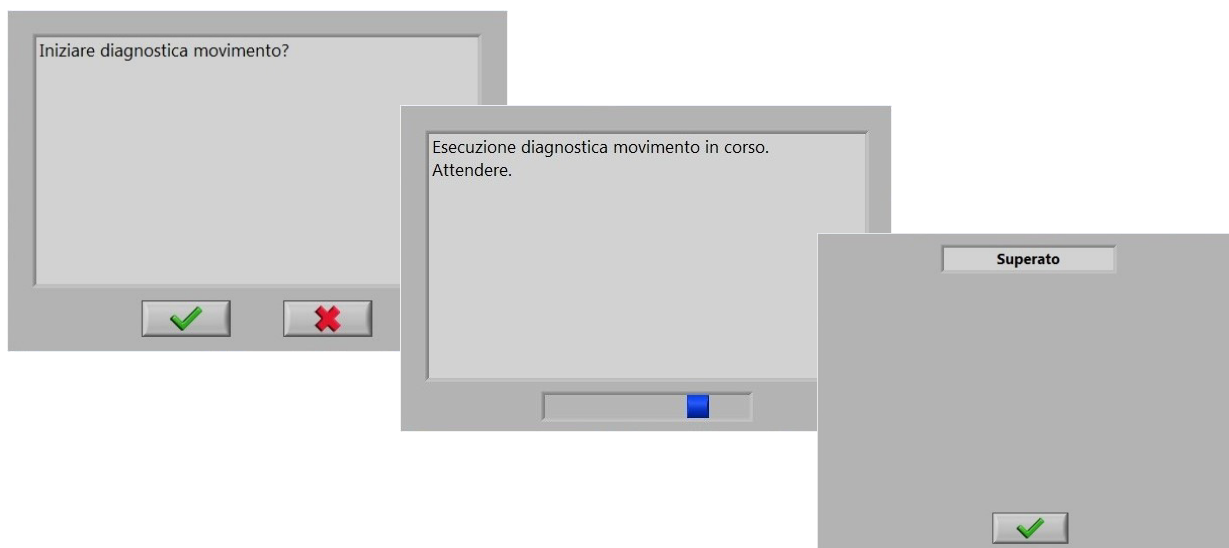 Iniziare diagnostica movimento?
Esecuzione diagnostica movimento in corso.
Attendere.
Superato